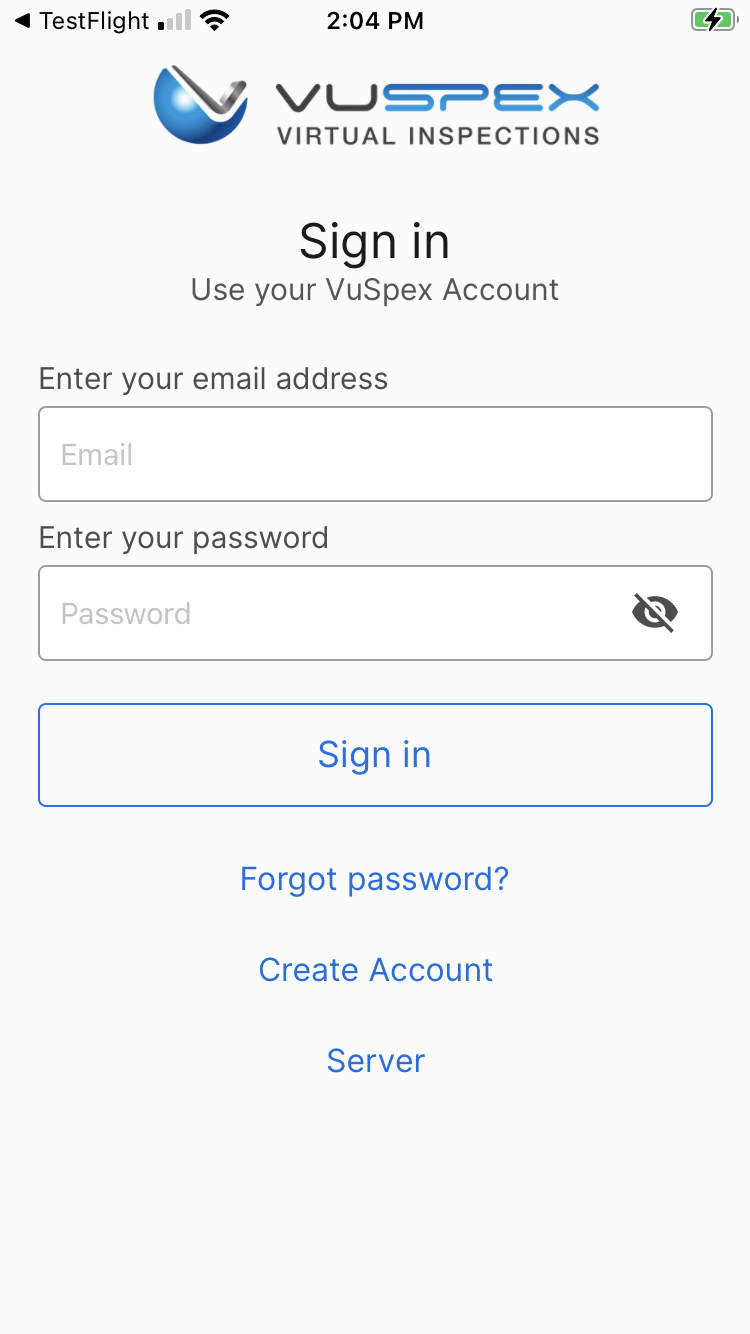 TestFlight 2:04 PM
VUSPEX
VIRTUAL INSPECTIONS
Sign in
Use your VuSpex Account
Enter your email address
Email
Enter your password
Password
Sign in
Forgot password?
Create Account
Server